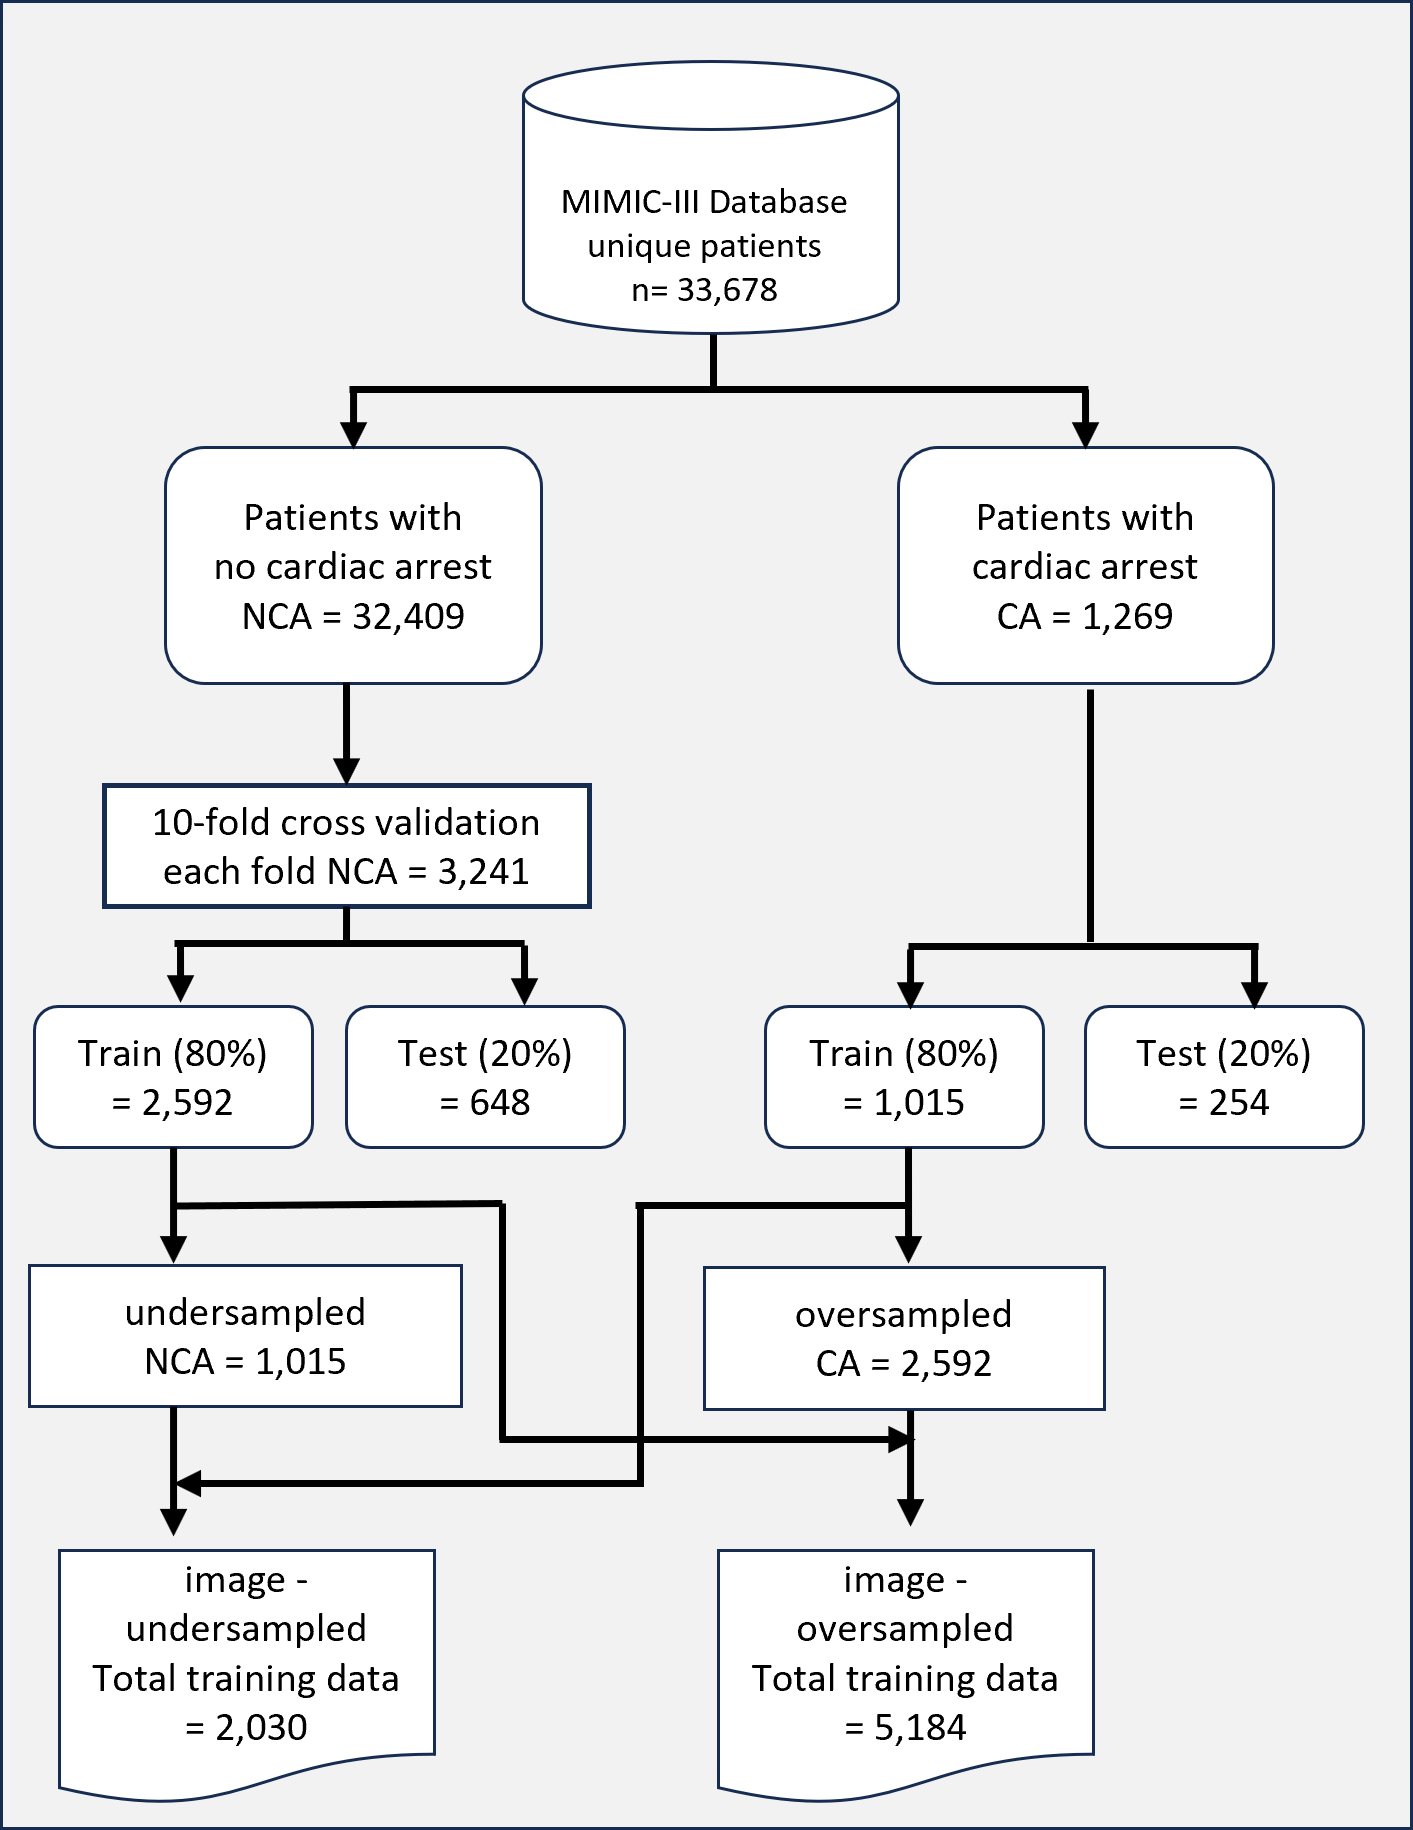 MIMIC-III Database
unique patients
n= 33,678
Patients with
no cardiac arrest
NCA = 32,409
Patients with
cardiac arrest
CA = 1,269
10-fold cross validation
each fold NCA = 3,241
Train (80%)
= 2,592
Test (20%)
= 648
Train (80%)
= 1,015
Test (20%)
= 254
undersampled
NCA = 1,015
oversampled
CA = 2,592
image -
undersampled
Total training data
= 2,030
image -
oversampled
Total training data
= 5,184